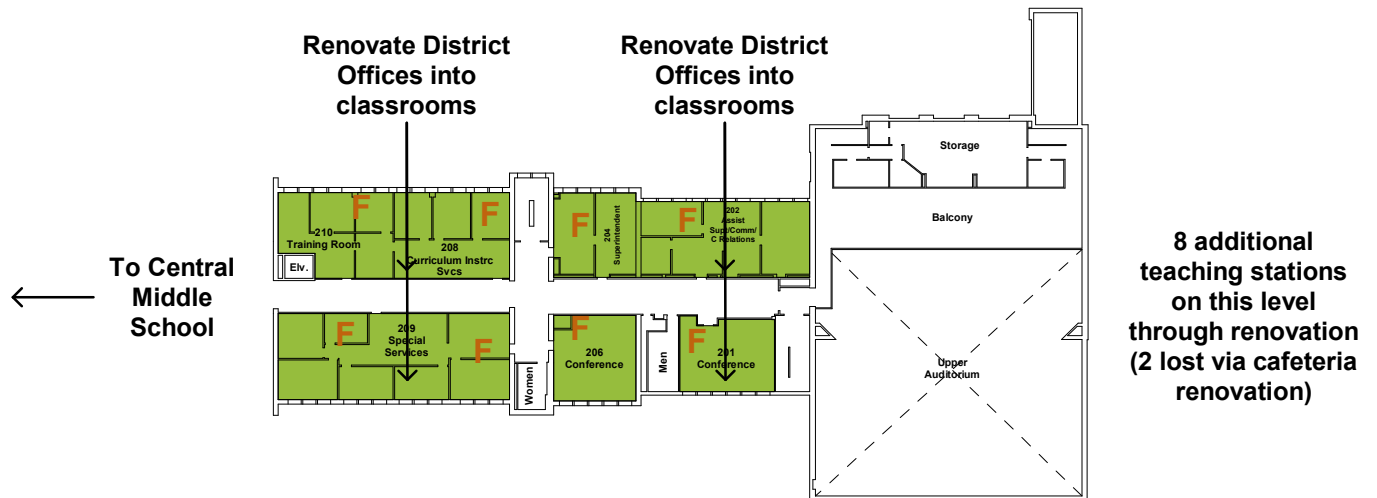 Renovate District
Offices into
classrooms
Renovate District
Offices into
classrooms
Storage
Balcony
F
F
F
F
210
Training Room
208
Curriculum Instrc
Svcs
204
Superintendent
202
Assist
Supt/Comm/
C Relations
Elv.
To Central
Middle
School
8 additional
teaching stations
on this level
through renovation
(2 lost via cafeteria
renovation)
F
F
F
F
209
Special
Services
Women
206
Conference
Men
201
Conference
Upper
Auditorium